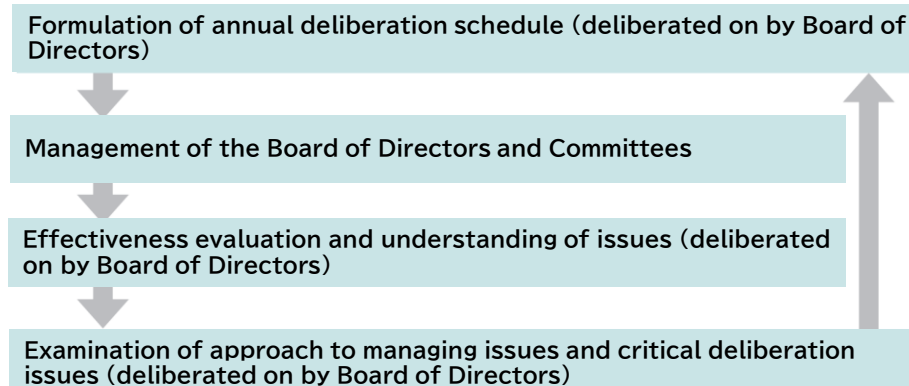 Formulation of annual deliberation schedule (deliberated on by Board of
Directors)
Management of the Board of Directors and Committees
Effectiveness evaluation and understanding of issues (deliberated
on by Board of Directors)
Examination of approach to managing issues and critical deliberation
issues (deliberated on by Board of Directors)